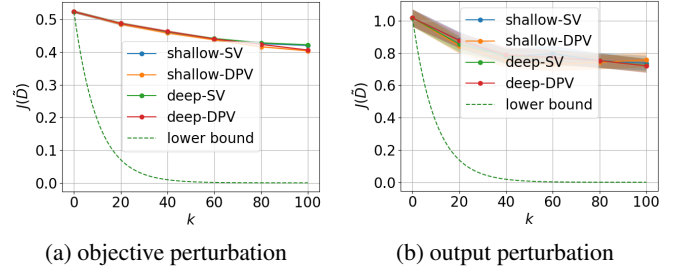 0.5
0.4
0.3
0.2
0.1
0.0
J(D̃)
shallow-SV
shallow-DPV
deep-SV
deep-DPV
lower bound
0 20 40 60 80 100
k
(a) objective perturbation
1.0
0.8
0.6
0.4
0.2
0.0
J(D̃)
shallow-SV
shallow-DPV
deep-SV
deep-DPV
lower bound
0 20 40 60 80 100
k
(b) output perturbation